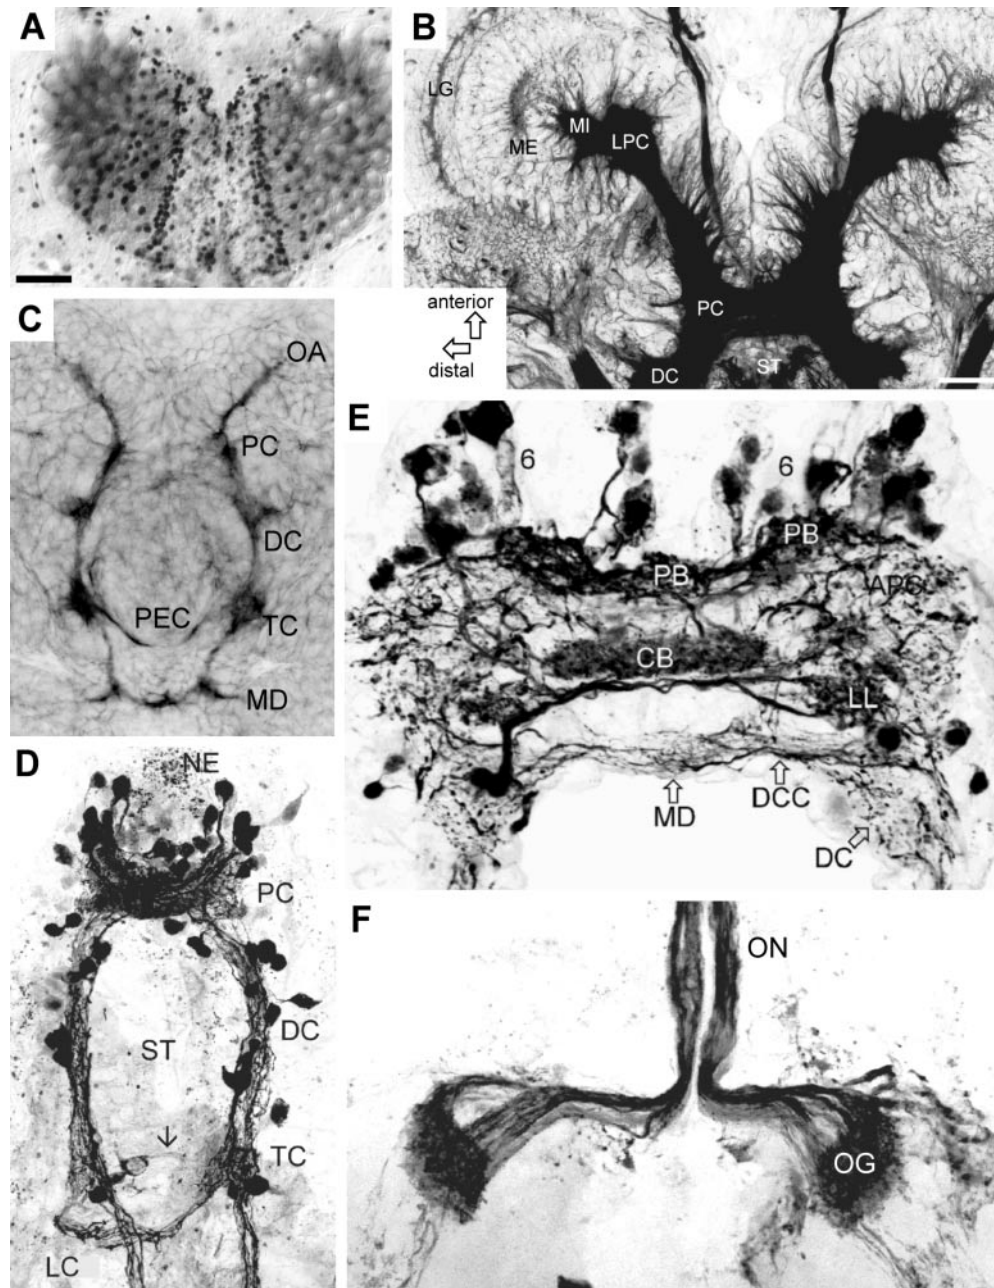 A
B
LG
MI
ME
LPC
PC
DC
ST
anterior
distal
C
OA
PC
DC
PEC
TC
MD
E
6
6
PB
PB
APC
CB
LL
MD
DCC
DC
D
NE
PC
DC
ST
TC
LC
F
ON
OG